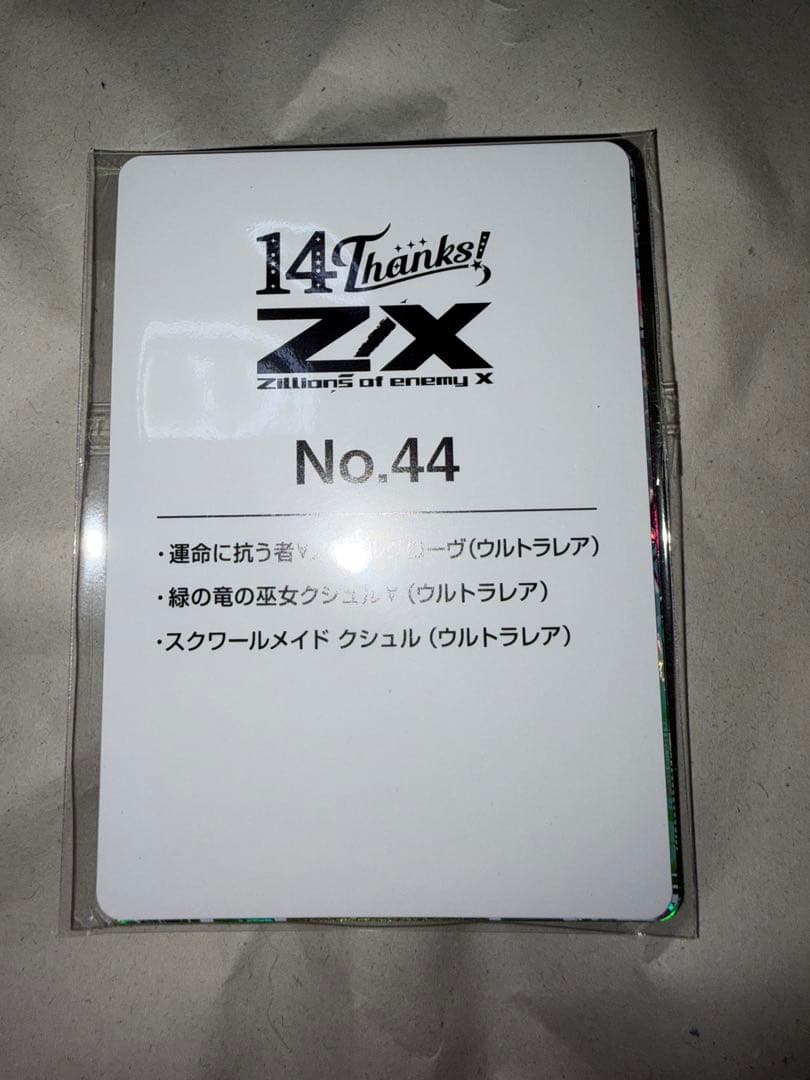 14 Thanks!
Z/X
Zillions of enemy X
No.44
・運命に抗う者∀ ーヴ(ウルトラレア)
・緑の竜の巫女クシュル∀(ウルトラレア)
・スクワールメイド クシュル(ウルトラレア)